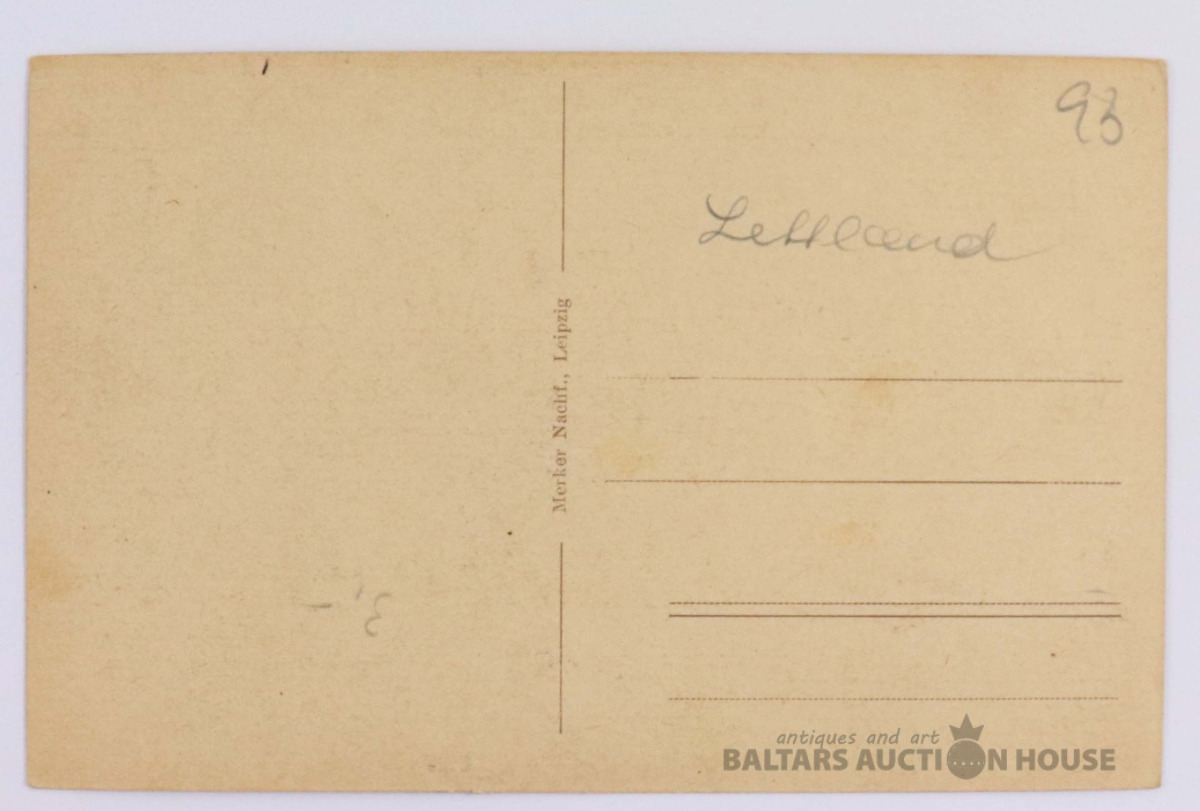 93
Lettland
Merker Nachf., Leipzig
3,-
antiques and art
BALTARS AUCTION HOUSE